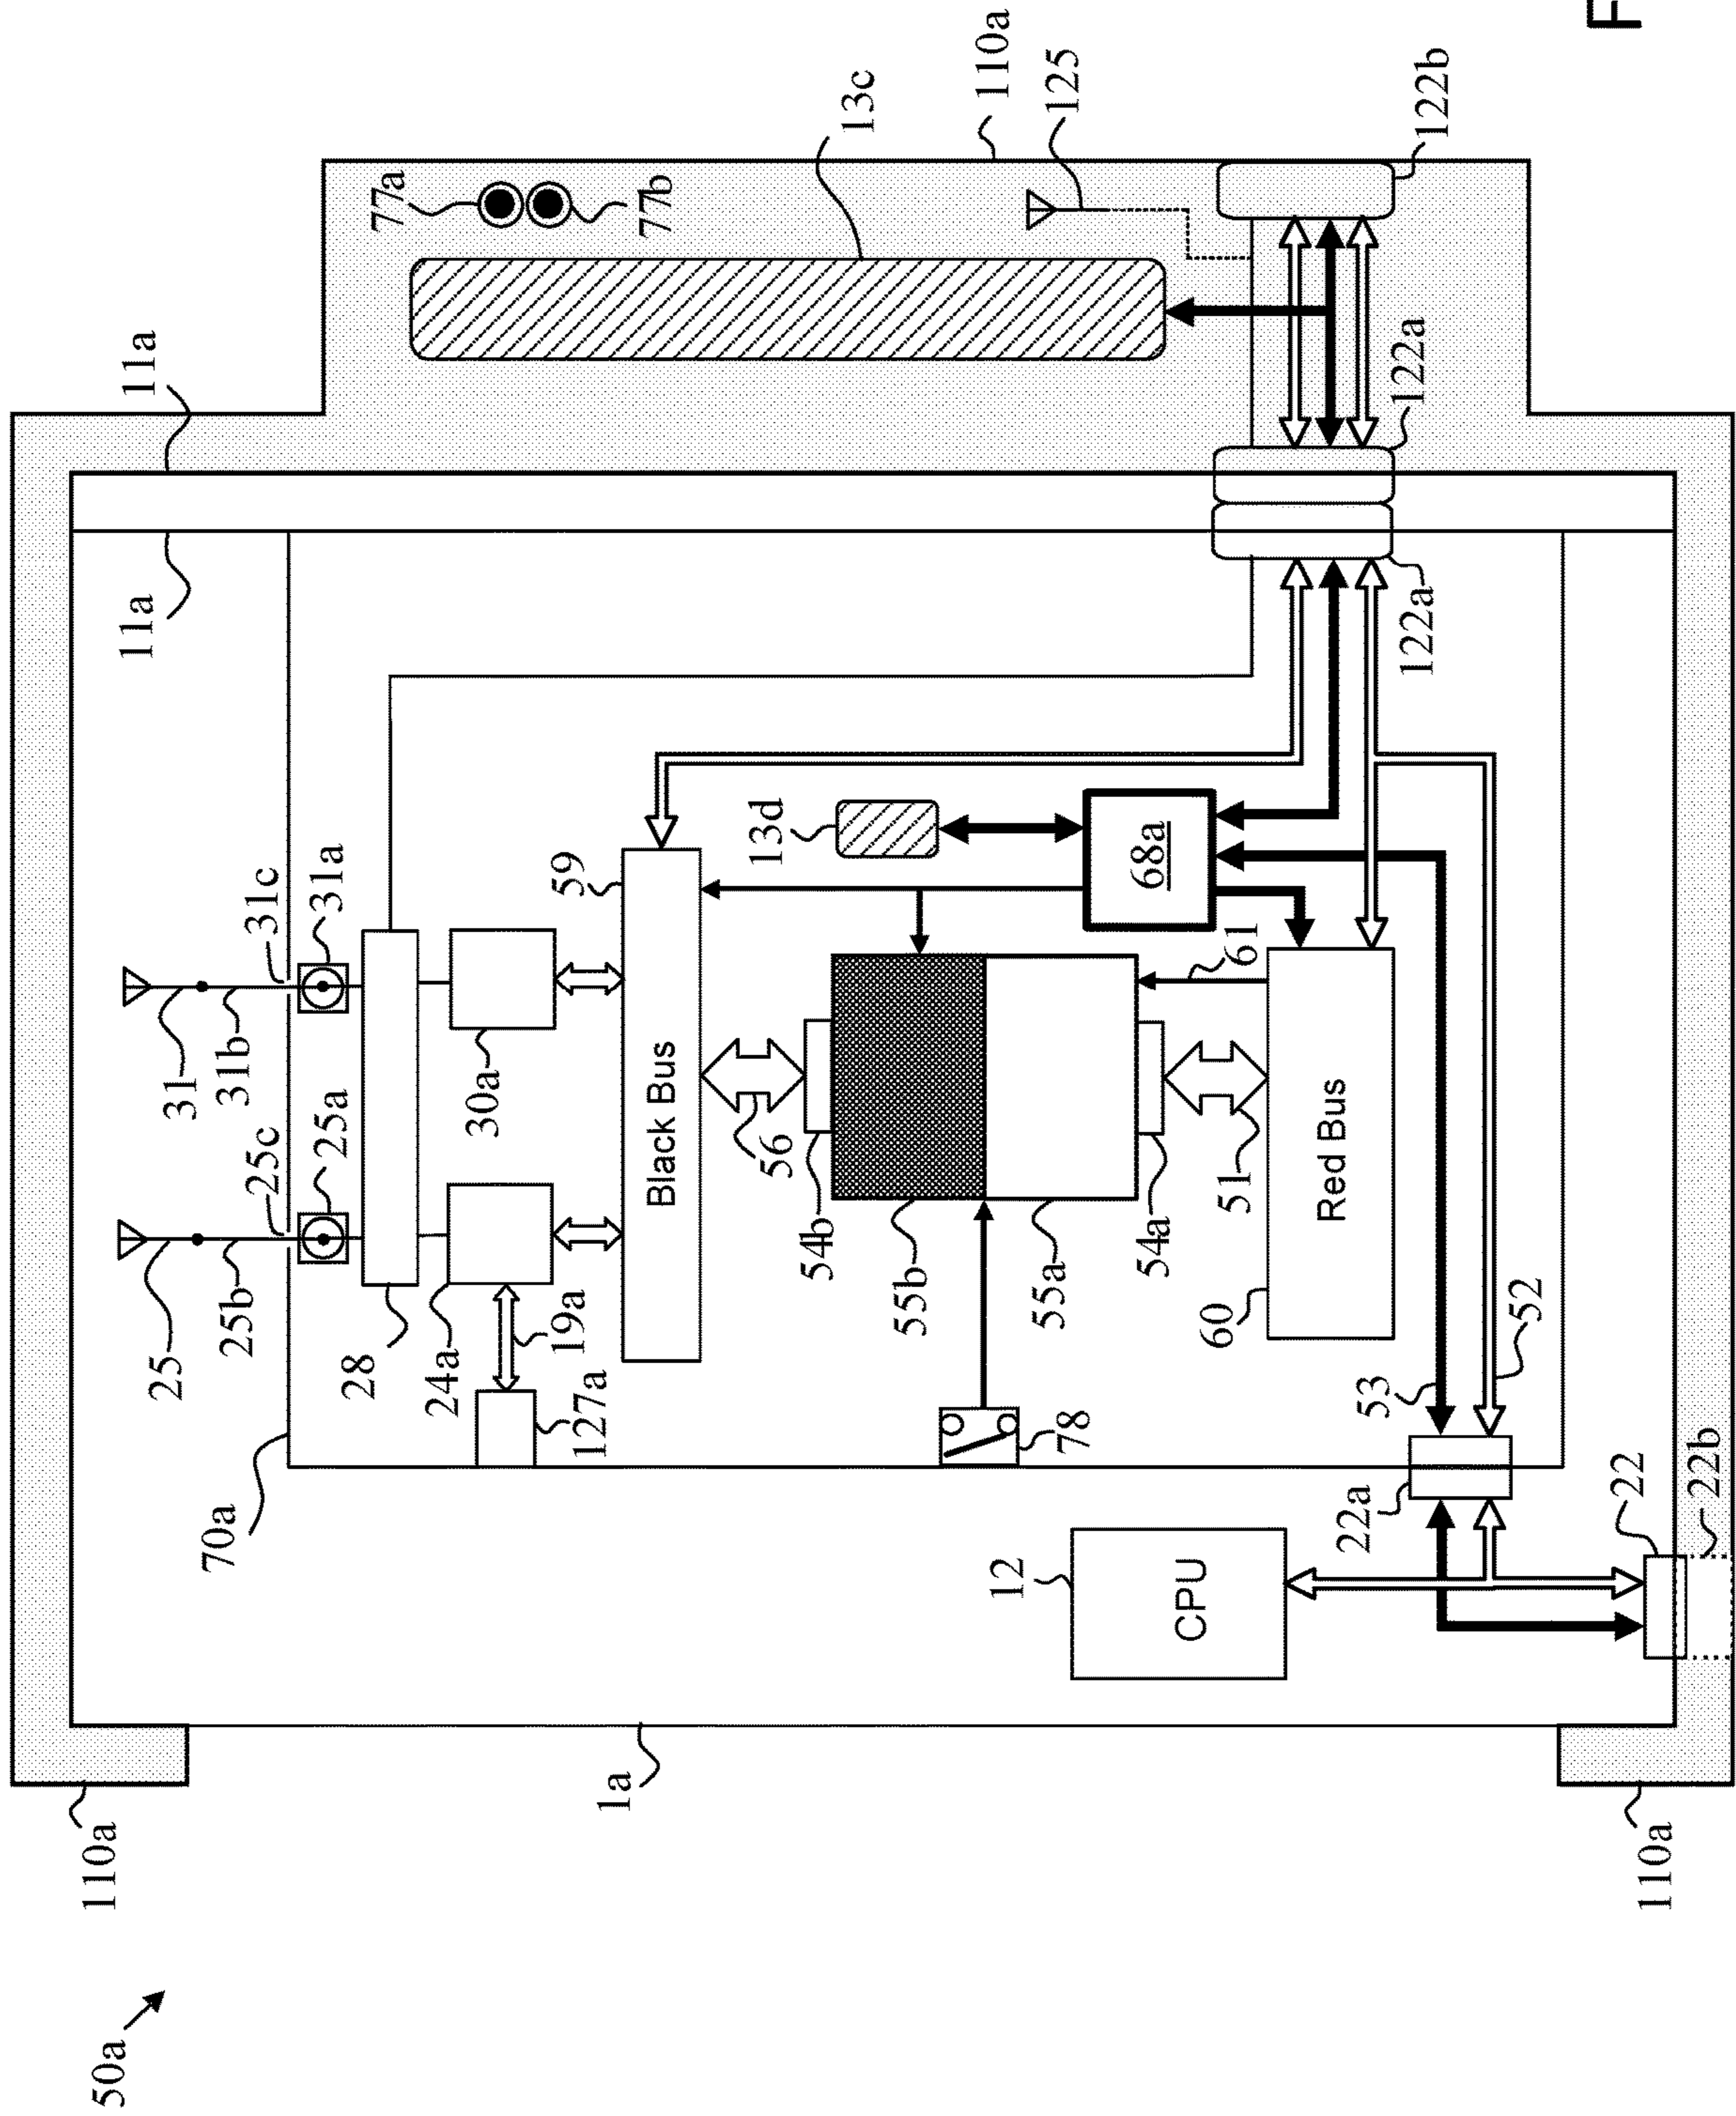 F
110a
125
122b
13c
77a
77b
11a
11a
122a
122a
13d
68a
59
31c
31a
31
31b
30a
61
Black Bus
56
54b
55b
55a
54a
51
Red Bus
60
25c
25a
25
25b
28
24a
19a
127a
78
53
52
22a
22
22b
70a
12
CPU
1a
110a
110a
50a